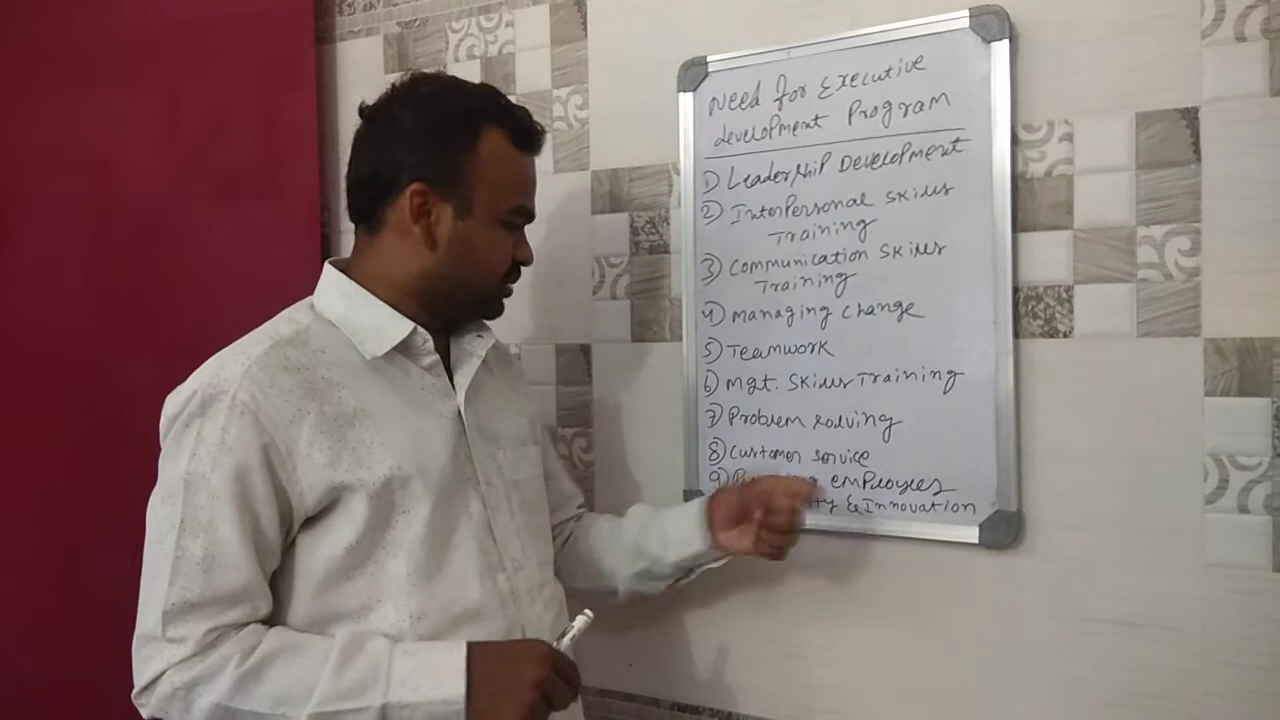 Need for Executive
development Program
1) Leadership Development
2) InterPersonal skills
Training
3) Communication skills
Training
4) managing change
5) Teamwork
6) mgt. skills Training
7) Problem solving
8) customer service
9) employees
& Innovation